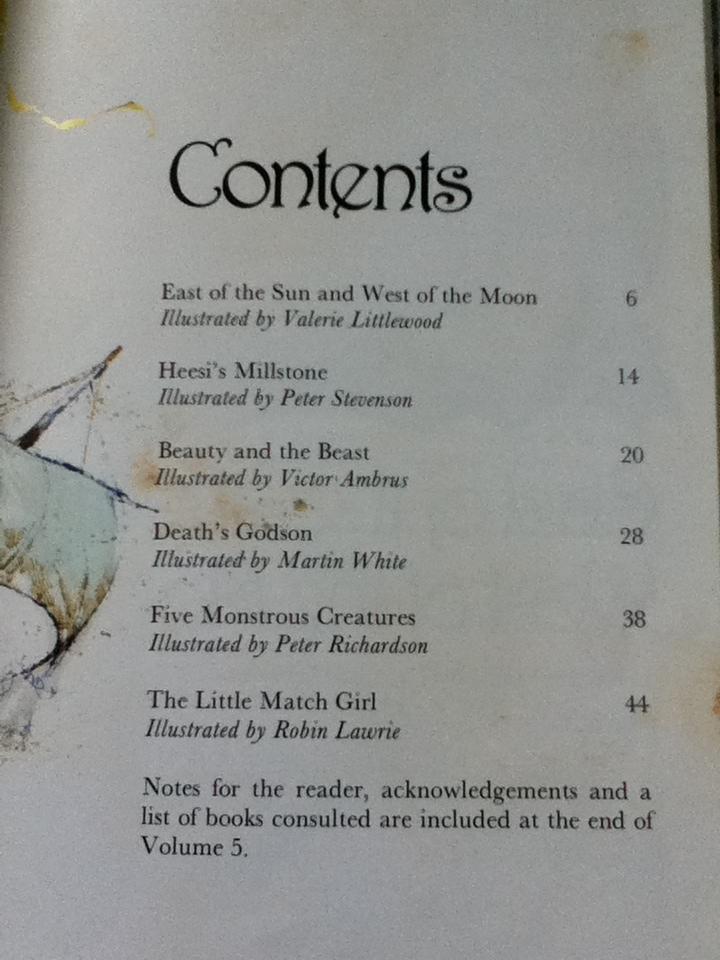 Contents
East of the Sun and West of the Moon 6
Illustrated by Valerie Littlewood
Heesi's Millstone 14
Illustrated by Peter Stevenson
Beauty and the Beast 20
Illustrated by Victor Ambrus
Death's Godson 28
Illustrated by Martin White
Five Monstrous Creatures 38
Illustrated by Peter Richardson
The Little Match Girl 44
Illustrated by Robin Lawrie
Notes for the reader, acknowledgements and a
list of books consulted are included at the end of
Volume 5.